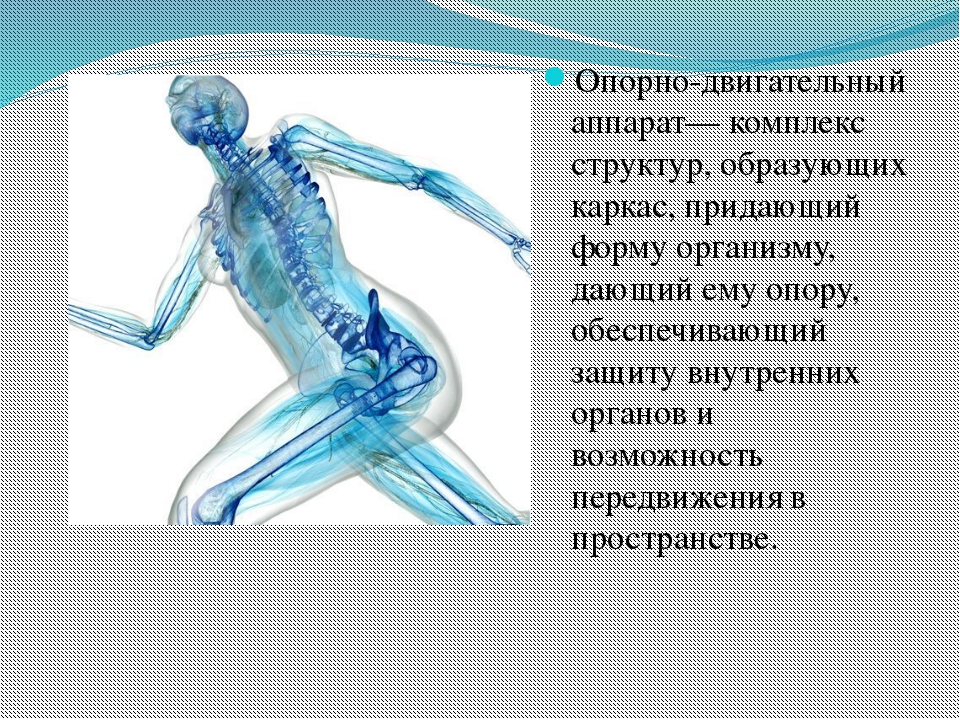 Опорно-двигательный
аппарат— комплекс
структур, образующих
каркас, придающий
форму организму,
дающий ему опору,
обеспечивающий
защиту внутренних
органов и
возможность
передвижения в
пространстве.